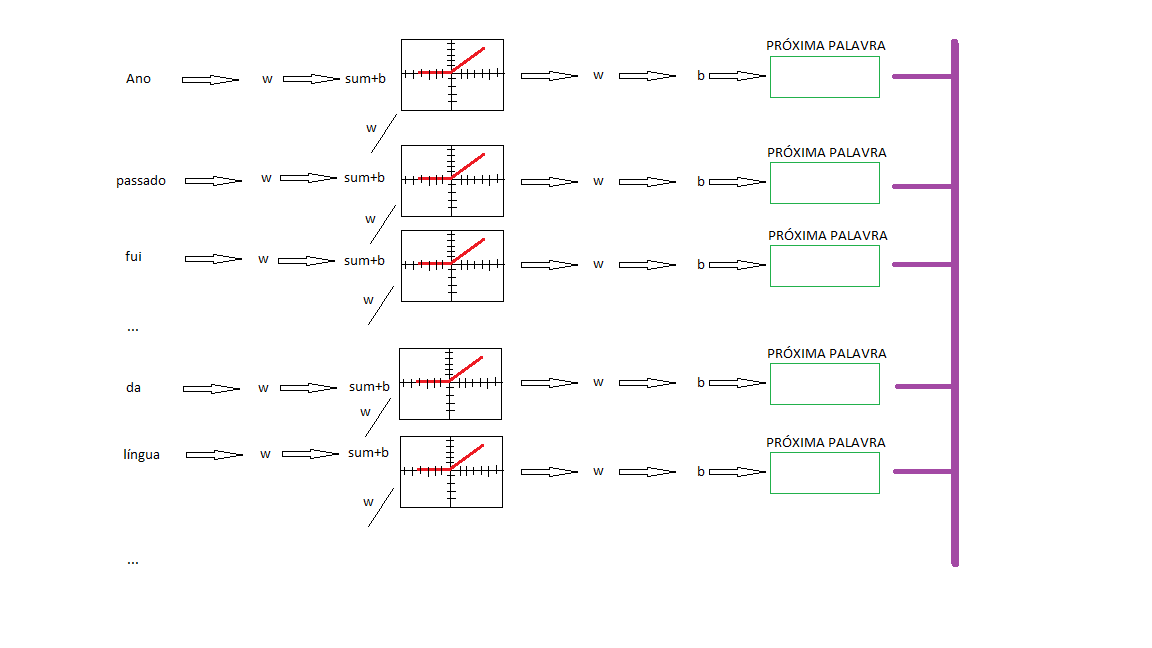 PRÓXIMA PALAVRA
Ano w sum+b w b
w
PRÓXIMA PALAVRA
passado w sum+b w b
w
PRÓXIMA PALAVRA
fui w sum+b w b
w
...
PRÓXIMA PALAVRA
da w sum+b w b
w
PRÓXIMA PALAVRA
língua w sum+b w b
w
...